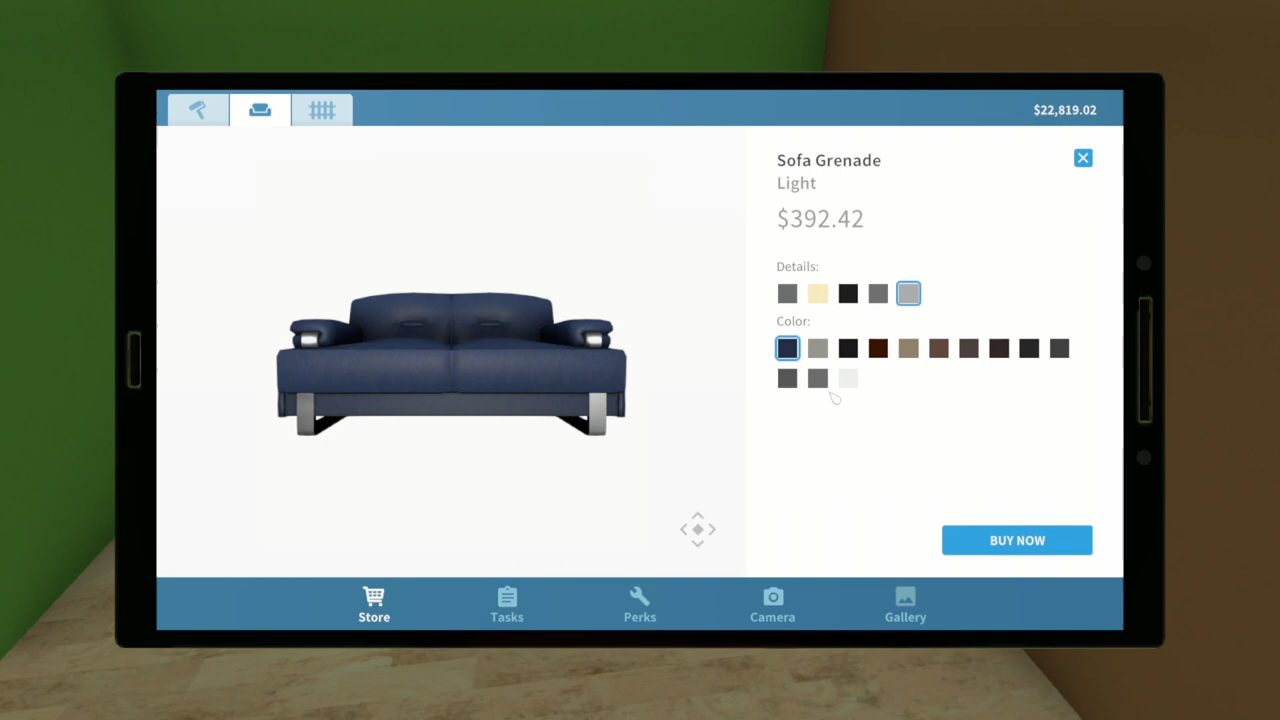 $22,819.02
Sofa Grenade
Light
$392.42
Details:
Color:
BUY NOW
Store
Tasks
Perks
Camera
Gallery